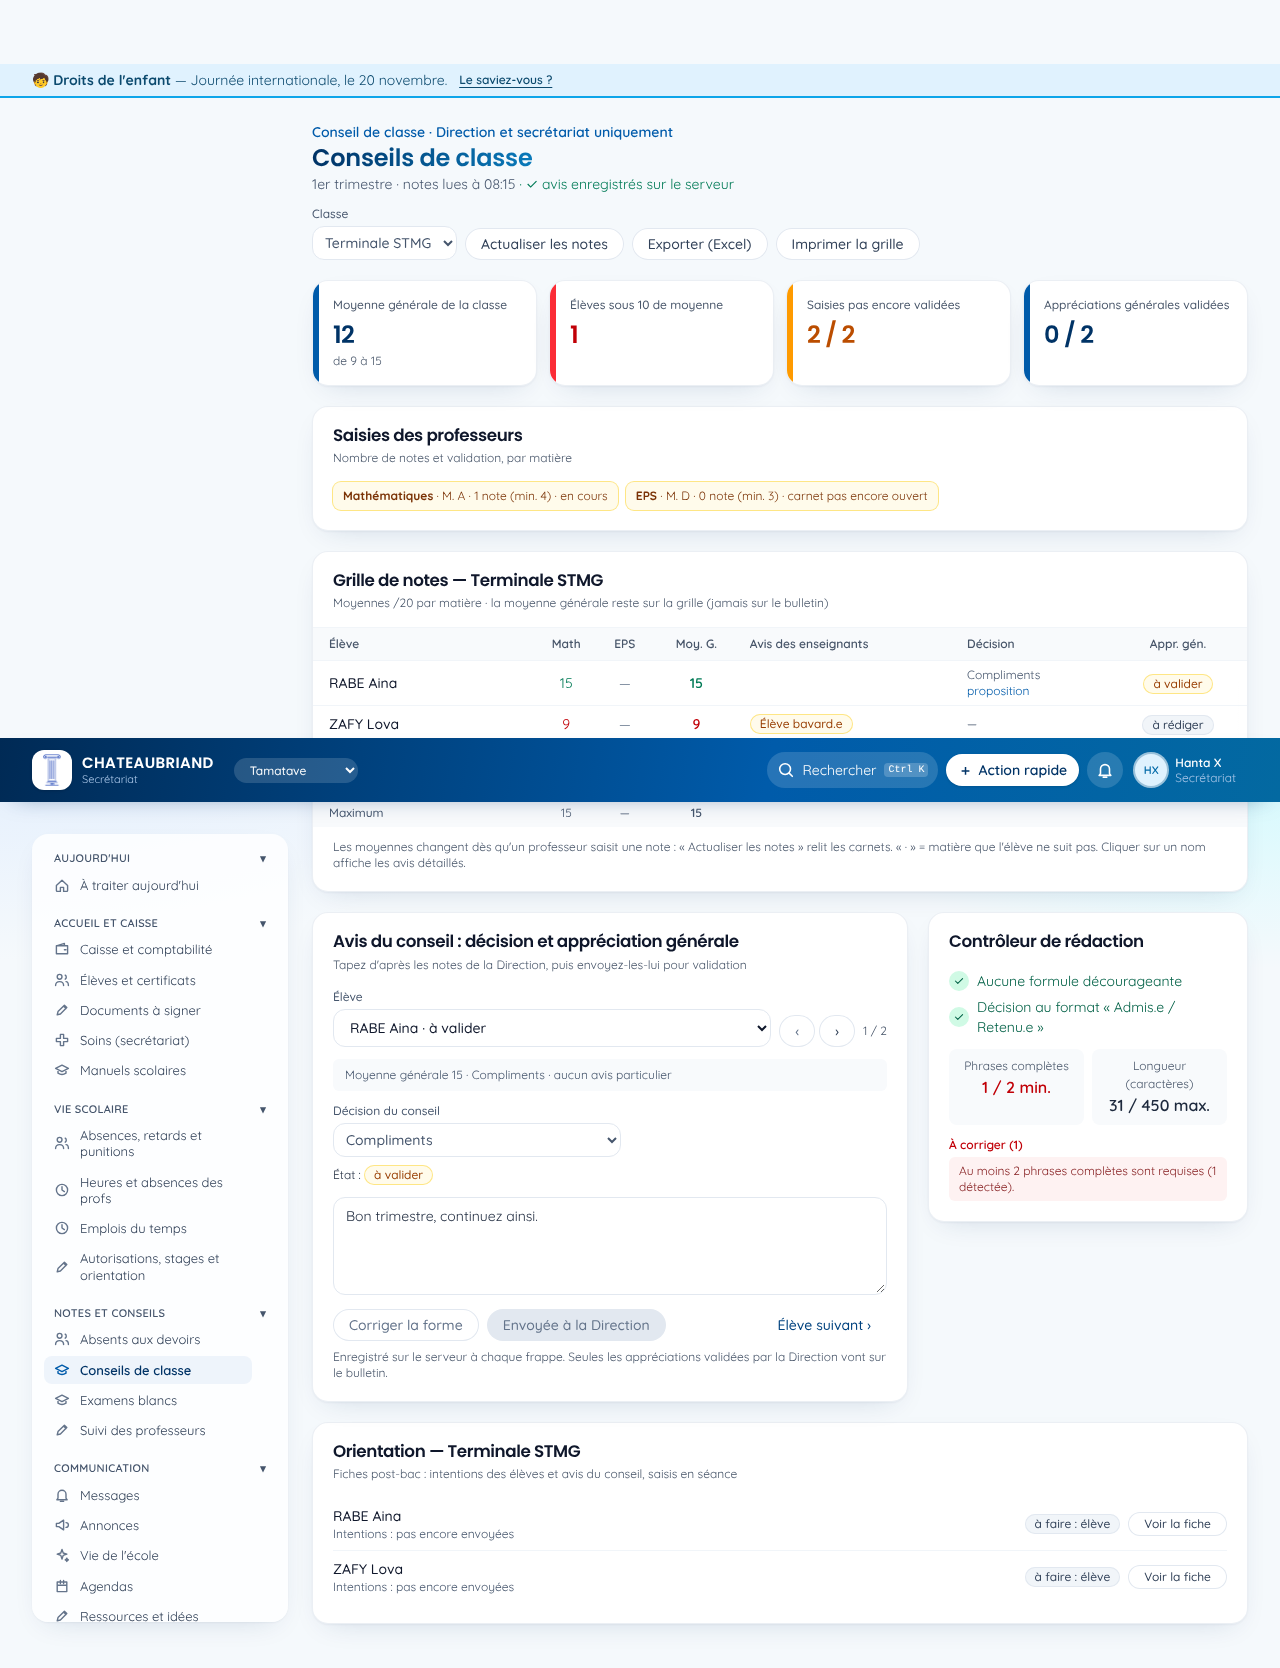 🧒 Droits de l'enfant — Journée internationale, le 20 novembre. Le saviez-vous ?
Conseil de classe · Direction et secrétariat uniquement
Conseils de classe
1er trimestre · notes lues à 08:15 · ✓ avis enregistrés sur le serveur
Classe
Terminale STMG
Actualiser les notes
Exporter (Excel)
Imprimer la grille
Moyenne générale de la classe
12
de 9 à 15
Élèves sous 10 de moyenne
1
Saisies pas encore validées
2 / 2
Appréciations générales validées
0 / 2
Saisies des professeurs
Nombre de notes et validation, par matière
Mathématiques · M. A · 1 note (min. 4) · en cours
EPS · M. D · 0 note (min. 3) · carnet pas encore ouvert
Grille de notes — Terminale STMG
Moyennes /20 par matière · la moyenne générale reste sur la grille (jamais sur le bulletin)
Élève Math EPS Moy. G. Avis des enseignants Décision Appr. gén.
RABE Aina 15 — 15 Compliments à valider
proposition
ZAFY Lova 9 — 9 Élève bavard.e — à rédiger
CHATEAUBRIAND
Secrétariat
Tamatave
Rechercher Ctrl K
+ Action rapide
HX
Hanta X
Secrétariat
Maximum 15 — 15
Les moyennes changent dès qu'un professeur saisit une note : « Actualiser les notes » relit les carnets. « · » = matière que l'élève ne suit pas. Cliquer sur un nom
affiche les avis détaillés.
AUJOURD'HUI ▾
À traiter aujourd'hui
ACCUEIL ET CAISSE ▾
Caisse et comptabilité
Élèves et certificats
Documents à signer
Soins (secrétariat)
Manuels scolaires
VIE SCOLAIRE ▾
Absences, retards et
punitions
Heures et absences des
profs
Emplois du temps
Autorisations, stages et
orientation
NOTES ET CONSEILS ▾
Absents aux devoirs
Conseils de classe
Examens blancs
Suivi des professeurs
COMMUNICATION ▾
Messages
Annonces
Vie de l'école
Agendas
Ressources et idées
Avis du conseil : décision et appréciation générale
Tapez d'après les notes de la Direction, puis envoyez-les-lui pour validation
Élève
RABE Aina · à valider
‹ › 1 / 2
Moyenne générale 15 · Compliments · aucun avis particulier
Décision du conseil
Compliments
État : à valider
Bon trimestre, continuez ainsi.
Corriger la forme
Envoyée à la Direction
Élève suivant ›
Enregistré sur le serveur à chaque frappe. Seules les appréciations validées par la Direction vont sur
le bulletin.
Contrôleur de rédaction
✓ Aucune formule décourageante
✓ Décision au format « Admis.e /
Retenu.e »
Phrases complètes
1 / 2 min.
Longueur
(caractères)
31 / 450 max.
À corriger (1)
Au moins 2 phrases complètes sont requises (1
détectée).
Orientation — Terminale STMG
Fiches post-bac : intentions des élèves et avis du conseil, saisis en séance
RABE Aina
Intentions : pas encore envoyées
à faire : élève
Voir la fiche
ZAFY Lova
Intentions : pas encore envoyées
à faire : élève
Voir la fiche